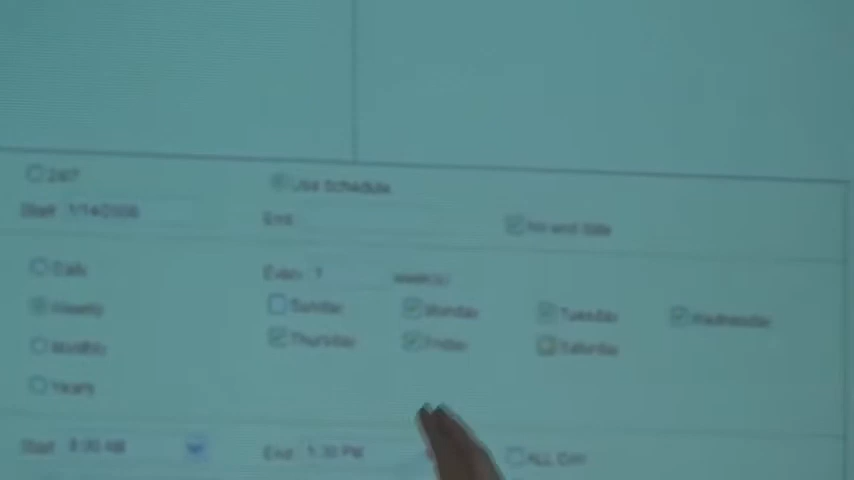 24/7 Use Schedule
Start 1/14/2008 End: No end date
Daily Every 1 week(s)
Weekly Sunday Monday Tuesday Wednesday
Monthly Thursday Friday Saturday
Yearly
Start 8:00 AM End 1:30 PM ALL DAY